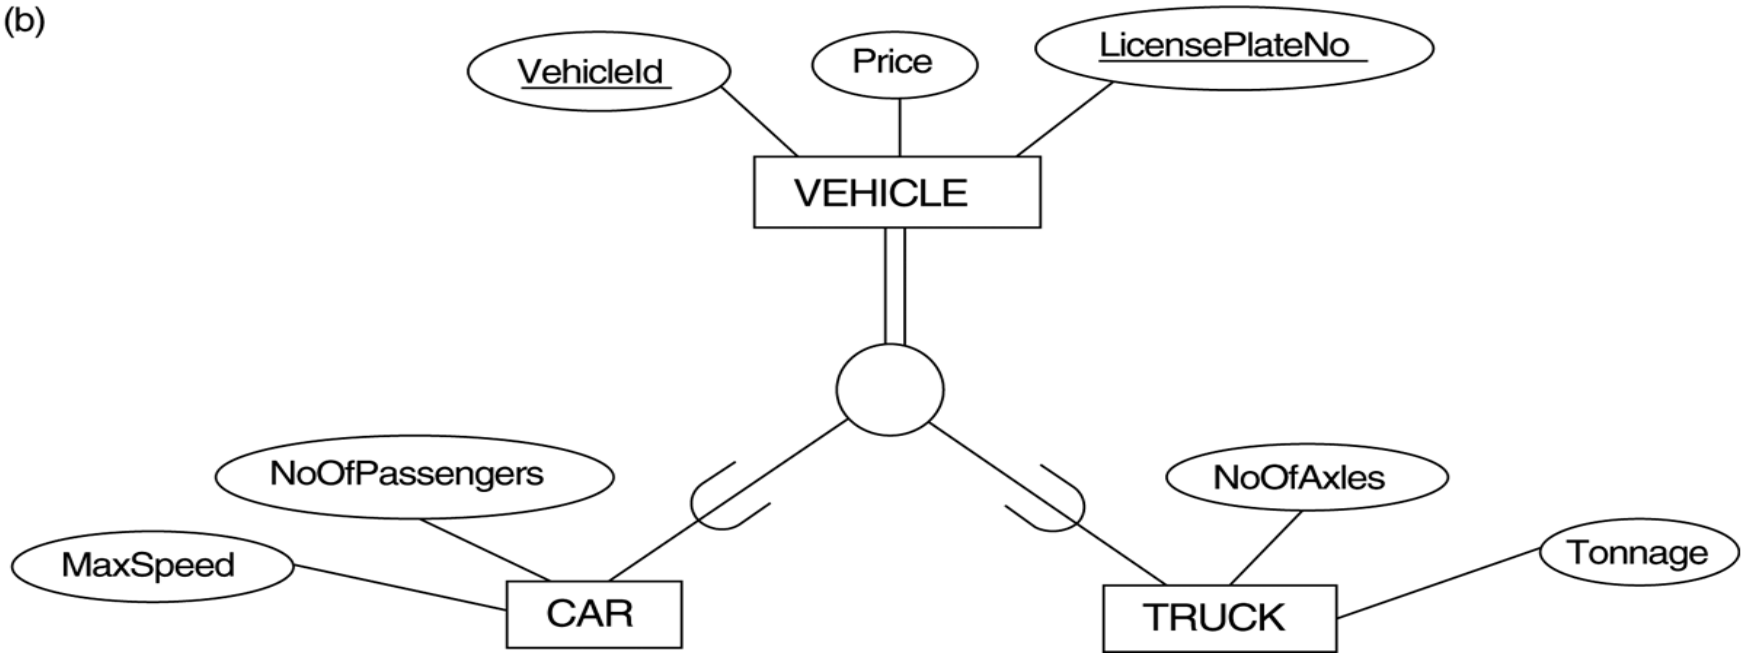 (b)
VehicleId
Price
LicensePlateNo
VEHICLE
NoOfPassengers
NoOfAxles
MaxSpeed
Tonnage
CAR
TRUCK